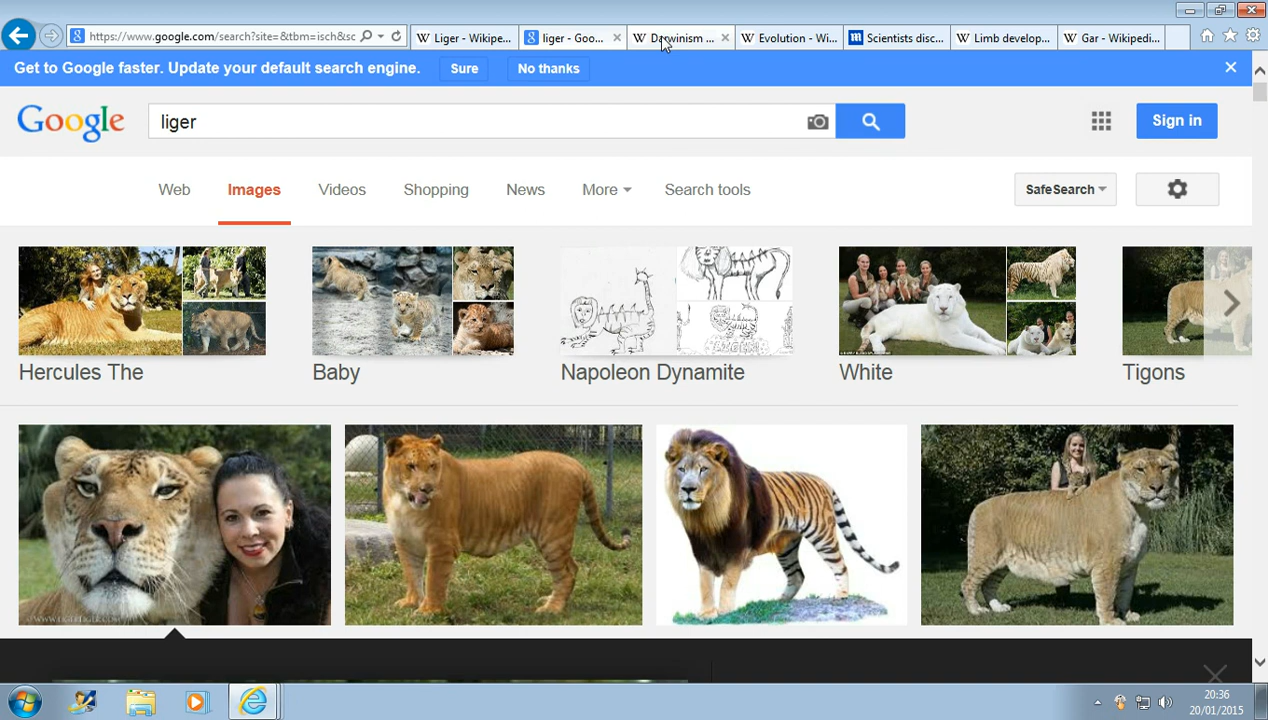 https://www.google.com/search?site=&tbm=isch&sc
Liger - Wikipe...
liger - Goo...
Darwinism ...
Evolution - Wi...
Scientists disc...
Limb develop...
Gar - Wikipedi...
Get to Google faster. Update your default search engine.
Sure
No thanks
Google
liger
Sign in
Web
Images
Videos
Shopping
News
More
Search tools
SafeSearch
Hercules The
Baby
Napoleon Dynamite
White
Tigons
20:36
20/01/2015